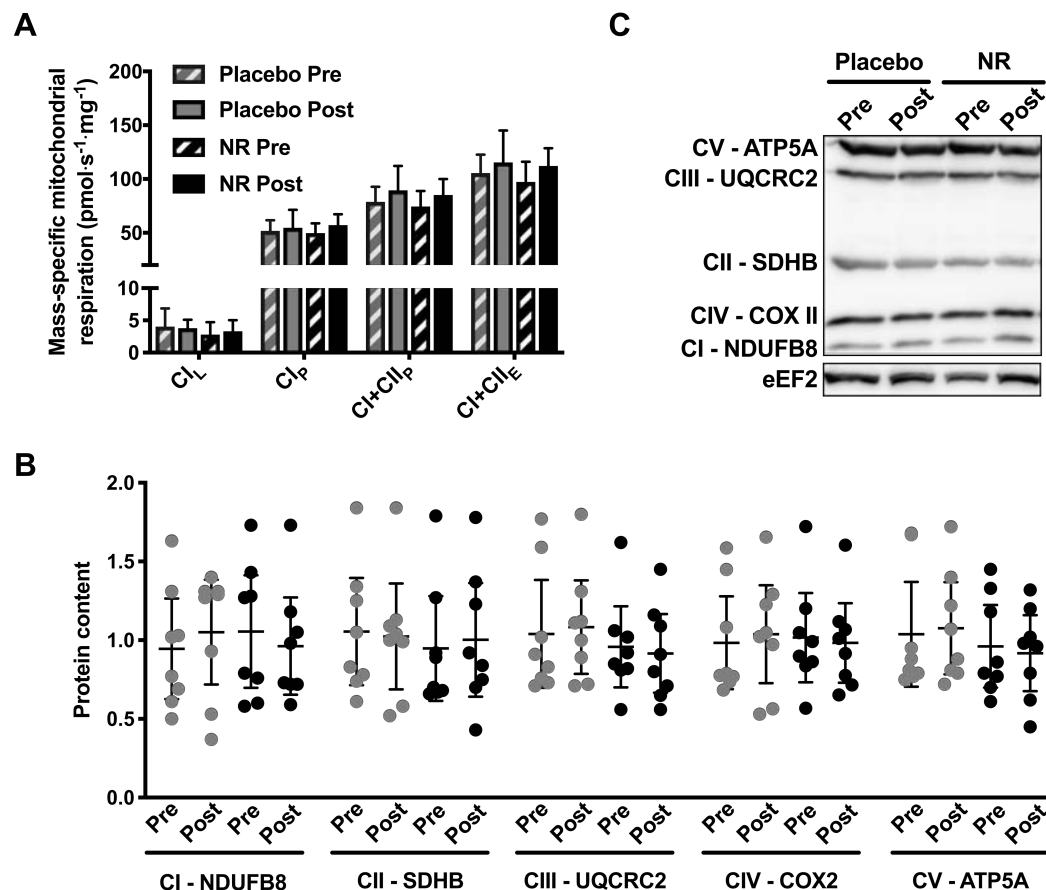 A
Mass-specific mitochondrial
respiration (pmol·s⁻¹·mg⁻¹)
200
150
100
50
10
5
0
Placebo Pre
Placebo Post
NR Pre
NR Post
CI_L
CI_P
CI+CII_P
CI+CII_E
C
Placebo NR
Pre Post Pre Post
CV - ATP5A
CIII - UQCRC2
CII - SDHB
CIV - COX II
CI - NDUFB8
eEF2
B
Protein content
2.0
1.5
1.0
0.5
0.0
Pre Post Pre Post Pre Post Pre Post Pre Post Pre Post Pre Post Pre Post Pre Post Pre Post
CI - NDUFB8 CII - SDHB CIII - UQCRC2 CIV - COX2 CV - ATP5A